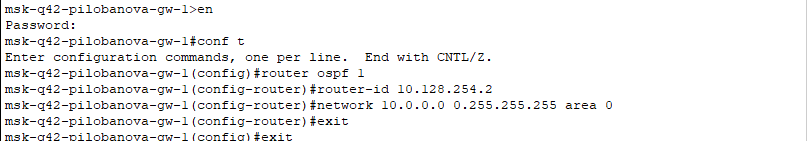 msk-q42-pilobanova-gw-1>en
Password:
msk-q42-pilobanova-gw-1#conf t
Enter configuration commands, one per line.  End with CNTL/Z.
msk-q42-pilobanova-gw-1(config)#router ospf 1
msk-q42-pilobanova-gw-1(config-router)#router-id 10.128.254.2
msk-q42-pilobanova-gw-1(config-router)#network 10.0.0.0 0.255.255.255 area 0
msk-q42-pilobanova-gw-1(config-router)#exit
msk-q42-pilobanova-gw-1(config)#exit